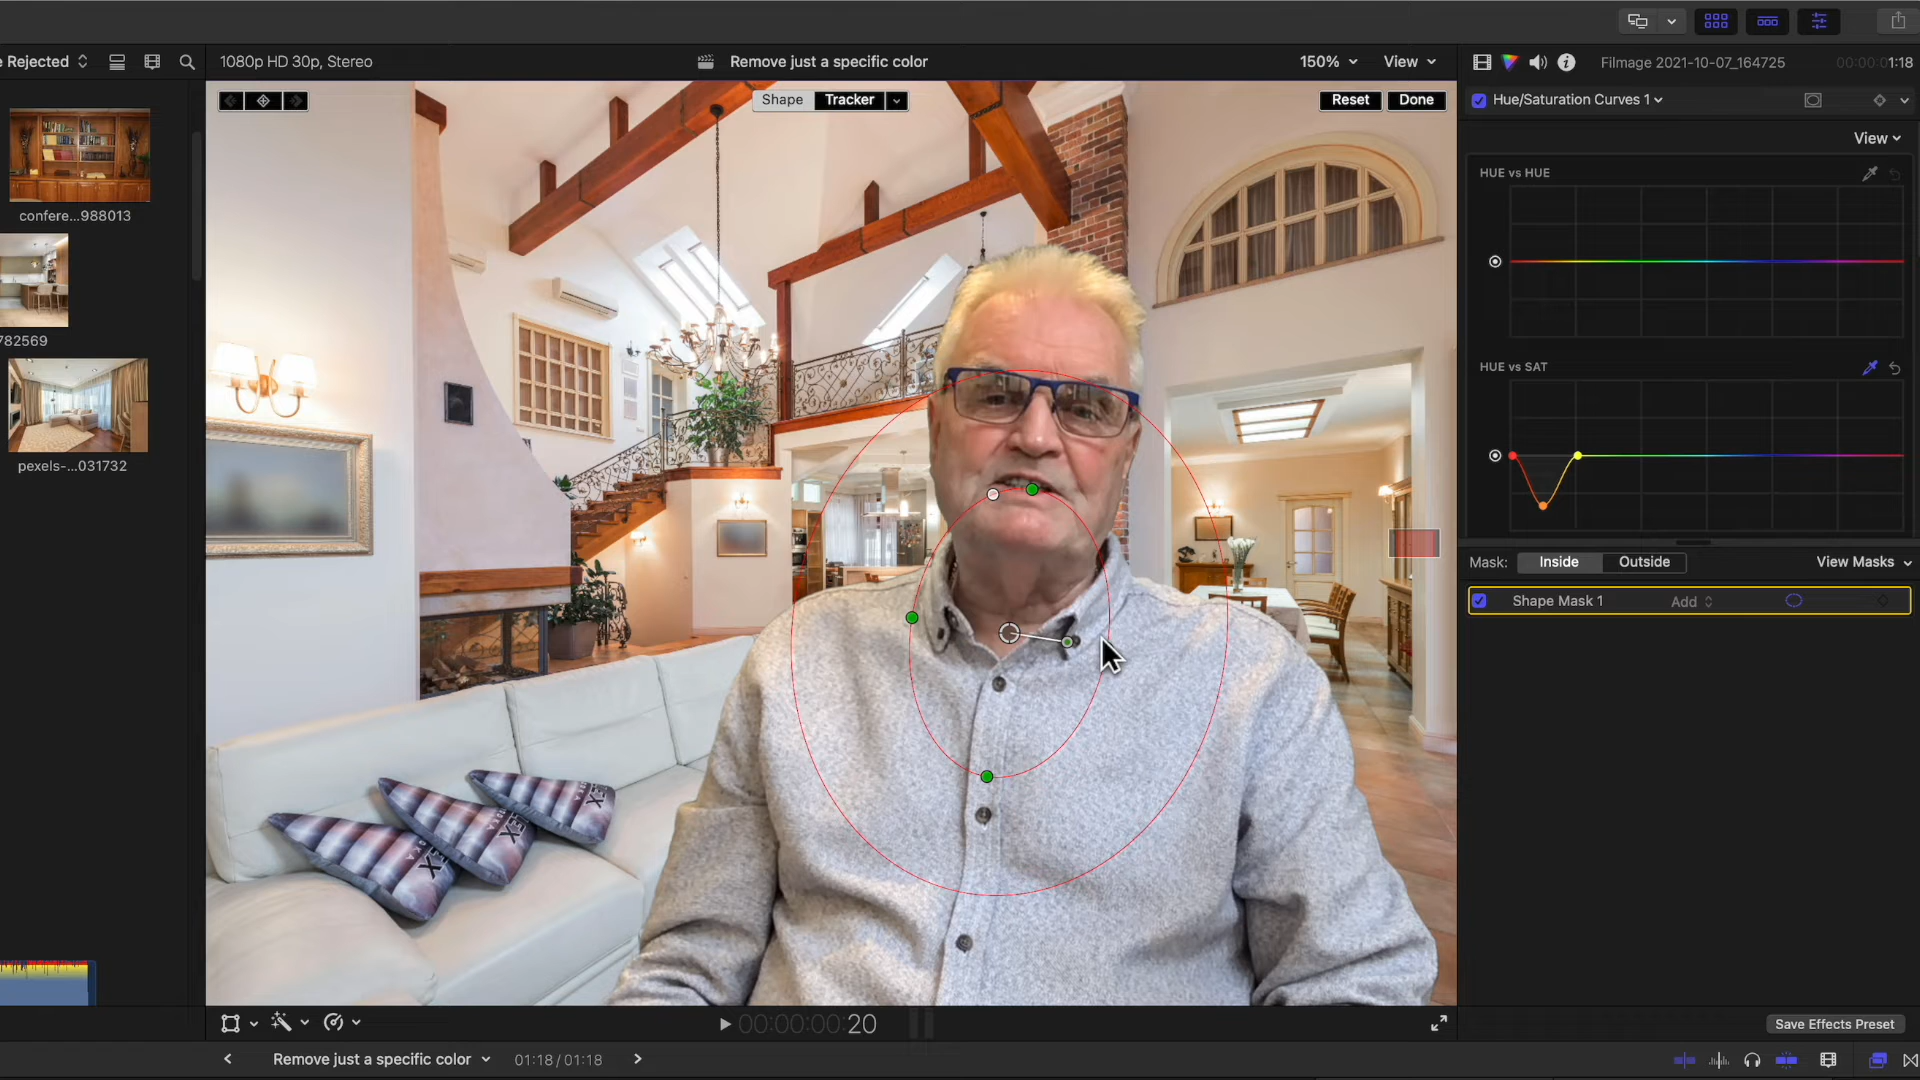 e Rejected
1080p HD 30p, Stereo
Remove just a specific color
150%
View
Filmage 2021-10-07_164725
00:00:01:18
Shape
Tracker
Reset
Done
Hue/Saturation Curves 1
View
HUE vs HUE
confere...988013
782569
HUE vs SAT
pexels-...031732
Mask:
Inside
Outside
View Masks
Shape Mask 1
Add
00:00:00:20
Save Effects Preset
Remove just a specific color
01:18 / 01:18